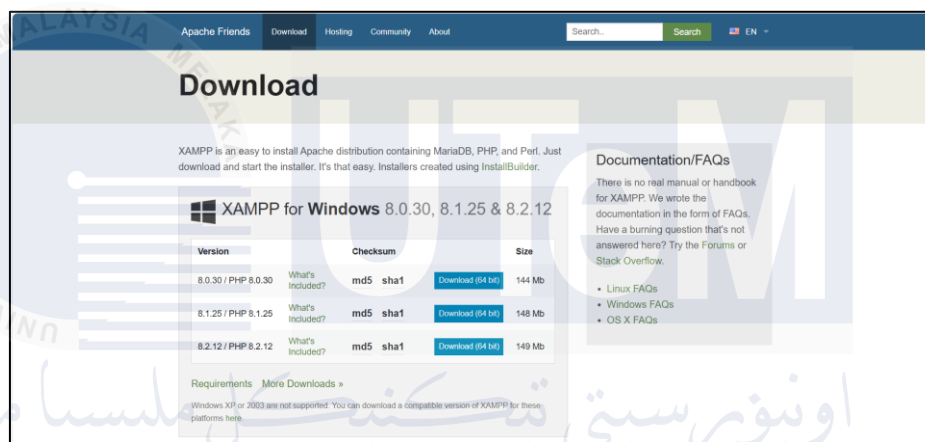 Apache Friends Download Hosting Community About Search.. Search EN
Download
XAMPP is an easy to install Apache distribution containing MariaDB, PHP, and Perl. Just
download and start the installer. It's that easy. Installers created using InstallBuilder.
XAMPP for Windows 8.0.30, 8.1.25 & 8.2.12
Version Checksum Size
8.0.30 / PHP 8.0.30 What's Included? md5 sha1 Download (64 bit) 144 Mb
8.1.25 / PHP 8.1.25 What's Included? md5 sha1 Download (64 bit) 148 Mb
8.2.12 / PHP 8.2.12 What's Included? md5 sha1 Download (64 bit) 149 Mb
Requirements More Downloads »
Windows XP or 2003 are not supported. You can download a compatible version of XAMPP for these
platforms here.
Documentation/FAQs
There is no real manual or handbook
for XAMPP. We wrote the
documentation in the form of FAQs.
Have a burning question that's not
answered here? Try the Forums or
Stack Overflow.
• Linux FAQs
• Windows FAQs
• OS X FAQs
UTeM
MALAYSIA MELAKA
اونيۏرسيتي تيكنيكل مليسيا